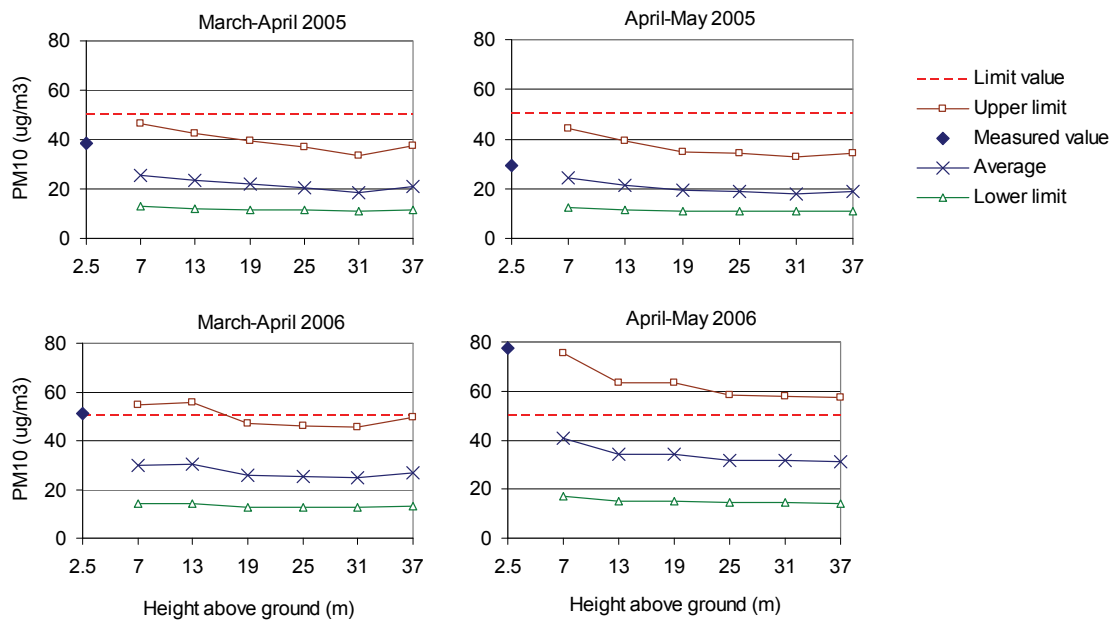 March-April 2005
80
60
40
20
0
PM10 (ug/m3)
2.5 7 13 19 25 31 37
April-May 2005
80
60
40
20
0
2.5 7 13 19 25 31 37
Limit value
Upper limit
Measured value
Average
Lower limit
March-April 2006
80
60
40
20
0
PM10 (ug/m3)
2.5 7 13 19 25 31 37
Height above ground (m)
April-May 2006
80
60
40
20
0
2.5 7 13 19 25 31 37
Height above ground (m)